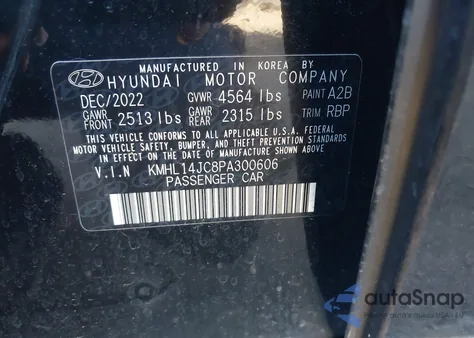 MANUFACTURED IN KOREA BY
HYUNDAI MOTOR COMPANY
DEC/2022 GVWR 4564 lbs PAINT A2B
GAWR FRONT 2513 lbs GAWR REAR 2315 lbs TRIM RBP
THIS VEHICLE CONFORMS TO ALL APPLICABLE U.S.A. FEDERAL
MOTOR VEHICLE SAFETY, BUMPER, AND THEFT PREVENTION STANDARDS
IN EFFECT ON THE DATE OF MANUFACTURE SHOWN ABOVE.
V.I.N KMHL14JC8PA300606
PASSENGER CAR
autoSnap